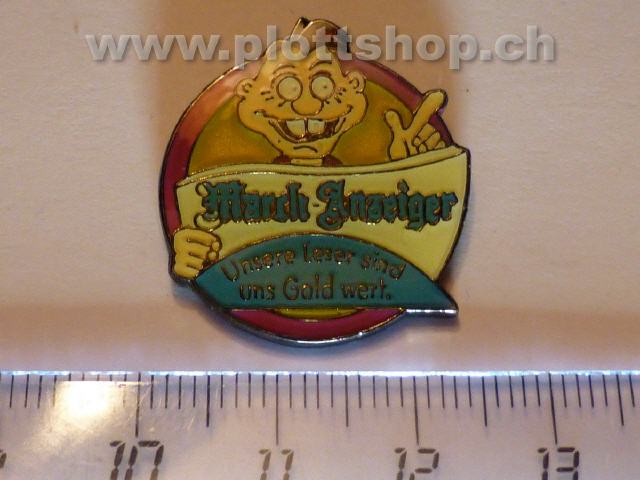 www.plottshop.ch
March-Anzeiger
Unsere Leser sind
uns Gold wert.
10 11 12 13